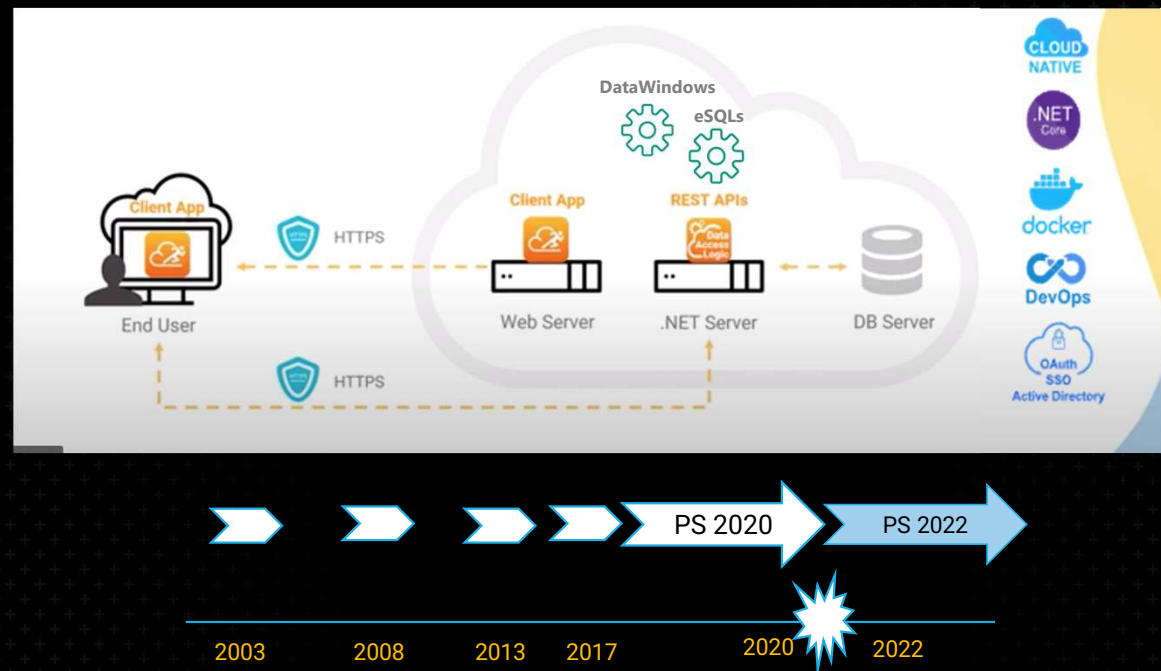 DataWindows
eSQLs
Client App
Client App
REST APIs
Data
Access
Logic
HTTPS
End User
Web Server
.NET Server
DB Server
HTTPS
CLOUD
NATIVE
.NET
Core
docker
DevOps
OAuth
SSO
Active Directory
PS 2020
PS 2022
2003
2008
2013
2017
2020
2022